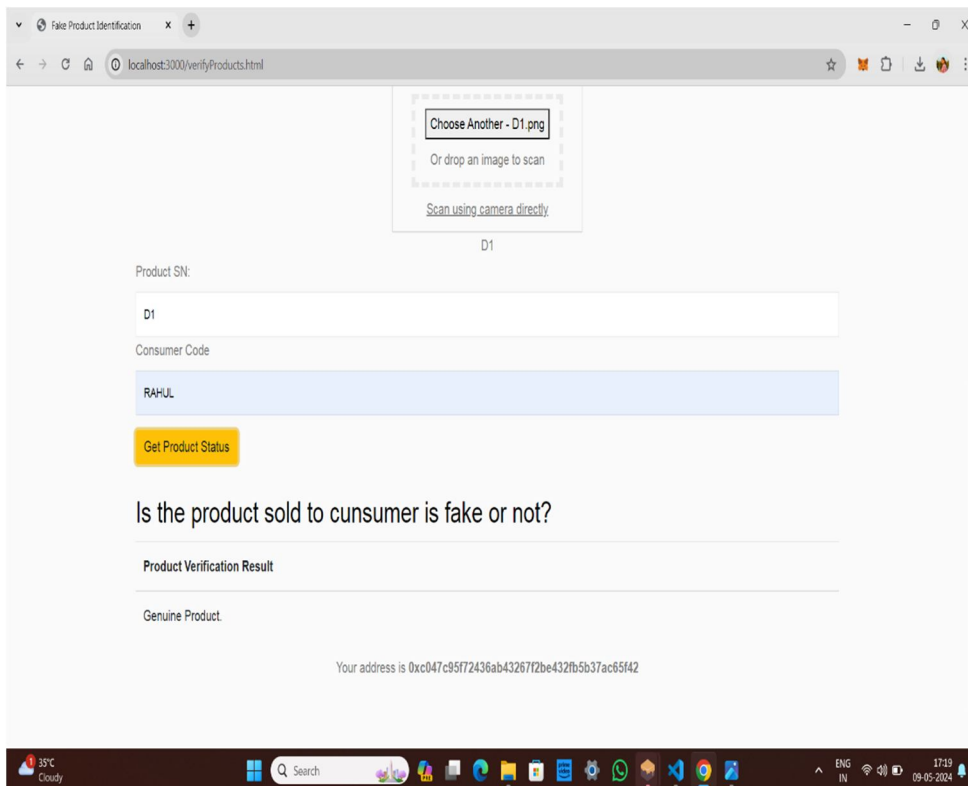 Fake Product Identification
localhost:3000/verifyProducts.html
Choose Another - D1.png
Or drop an image to scan
Scan using camera directly
D1
Product SN:
D1
Consumer Code
RAHUL
Get Product Status
Is the product sold to cunsumer is fake or not?
Product Verification Result
Genuine Product.
Your address is 0xc047c95f72436ab43267f2be432fb5b37ac65f42
1
35°C
Cloudy
Search
PRE
ENG
IN
17:19
09-05-2024